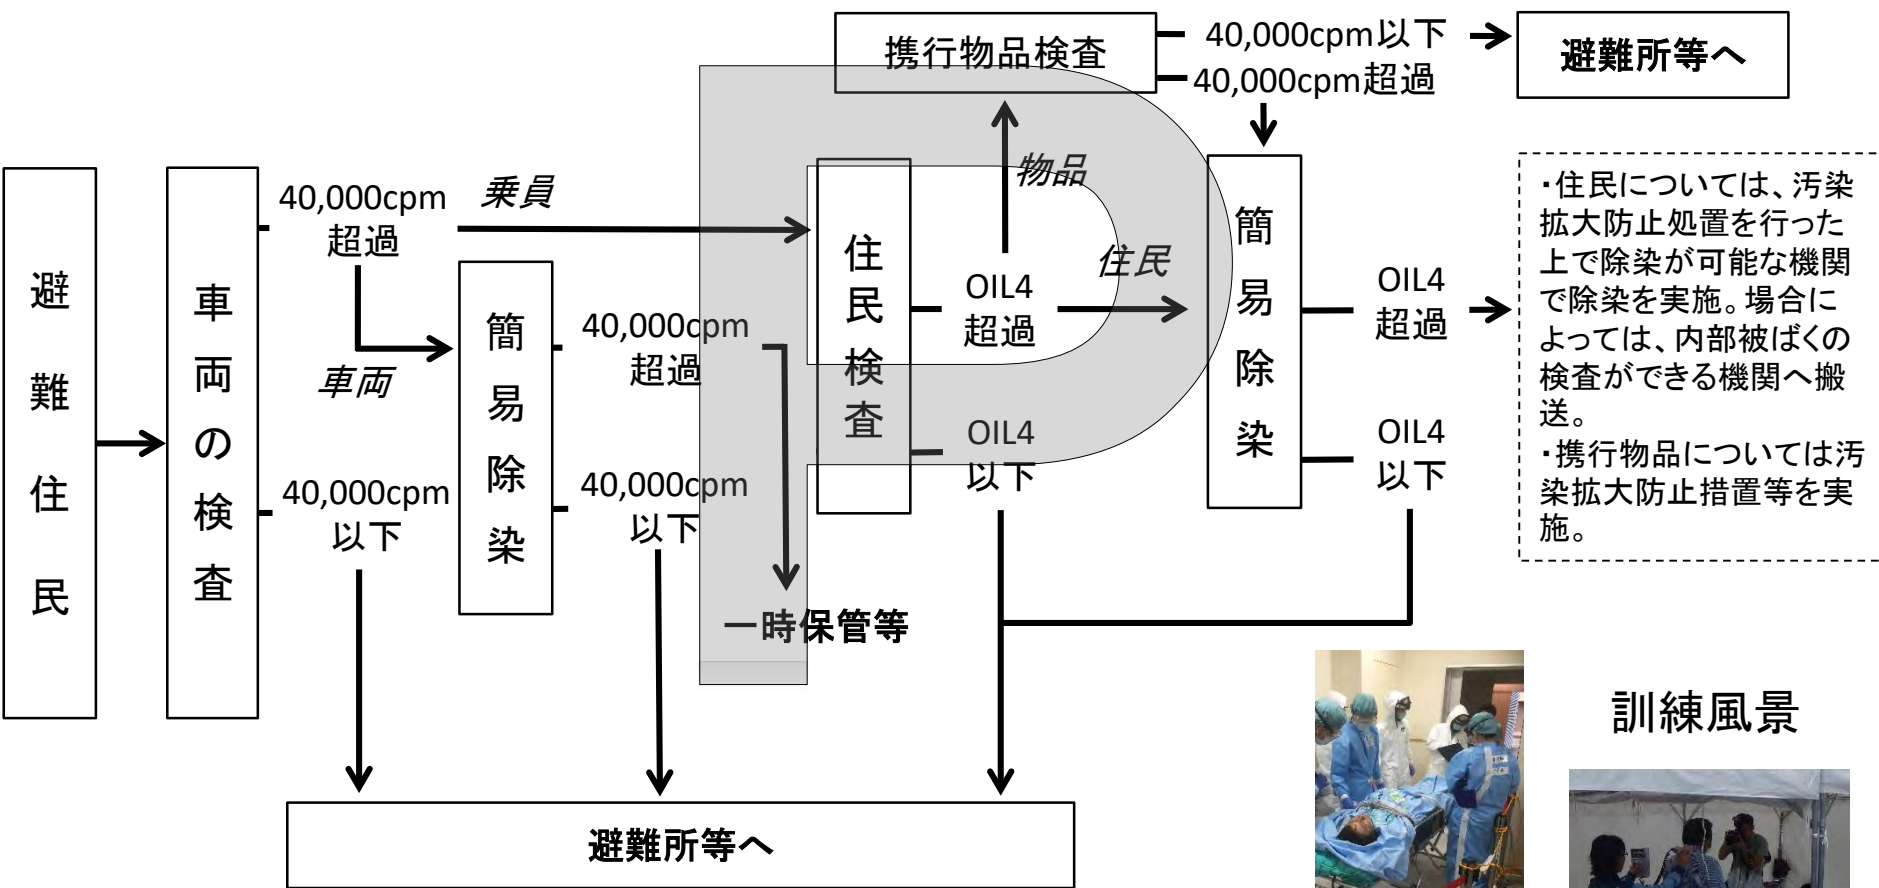 携行物品検査
40,000cpm以下
40,000cpm超過
避難所等へ
避難住民
車両の検査
40,000cpm
超過
乗員
車両
40,000cpm
以下
簡易除染
40,000cpm
超過
40,000cpm
以下
一時保管等
住民検査
物品
OIL4
超過
住民
OIL4
以下
簡易除染
OIL4
超過
OIL4
以下
・住民については、汚染
拡大防止処置を行った
上で除染が可能な機関
で除染を実施。場合に
よっては、内部被ばくの
検査ができる機関へ搬
送。
・携行物品については汚
染拡大防止措置等を実
施。
訓練風景
避難所等へ